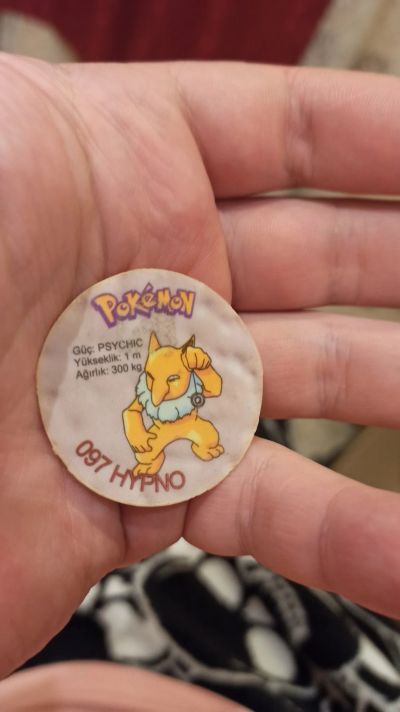 POKéMON
Güç: PSYCHIC
Yükseklik: 1 m
Ağırlık: 300 kg
097 HYPNO